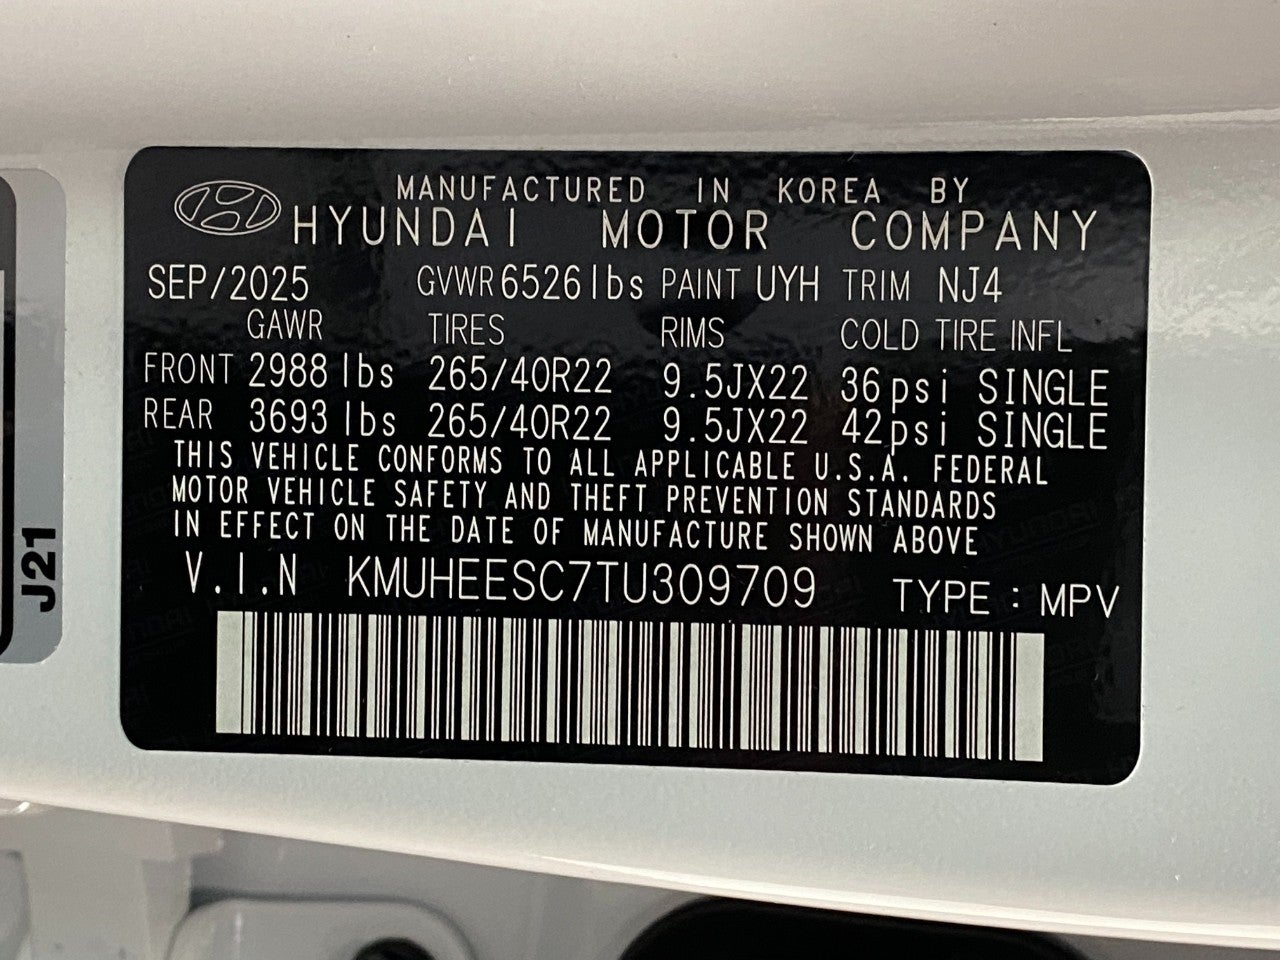 MANUFACTURED IN KOREA BY
HYUNDAI MOTOR COMPANY
SEP/2025 GVWR 6526 lbs PAINT UYH TRIM NJ4
GAWR TIRES RIMS COLD TIRE INFL
FRONT 2988 lbs 265/40R22 9.5JX22 36psi SINGLE
REAR 3693 lbs 265/40R22 9.5JX22 42psi SINGLE
THIS VEHICLE CONFORMS TO ALL APPLICABLE U.S.A. FEDERAL
MOTOR VEHICLE SAFETY AND THEFT PREVENTION STANDARDS
IN EFFECT ON THE DATE OF MANUFACTURE SHOWN ABOVE
V.I.N KMUHEESC7TU309709 TYPE : MPV
J21